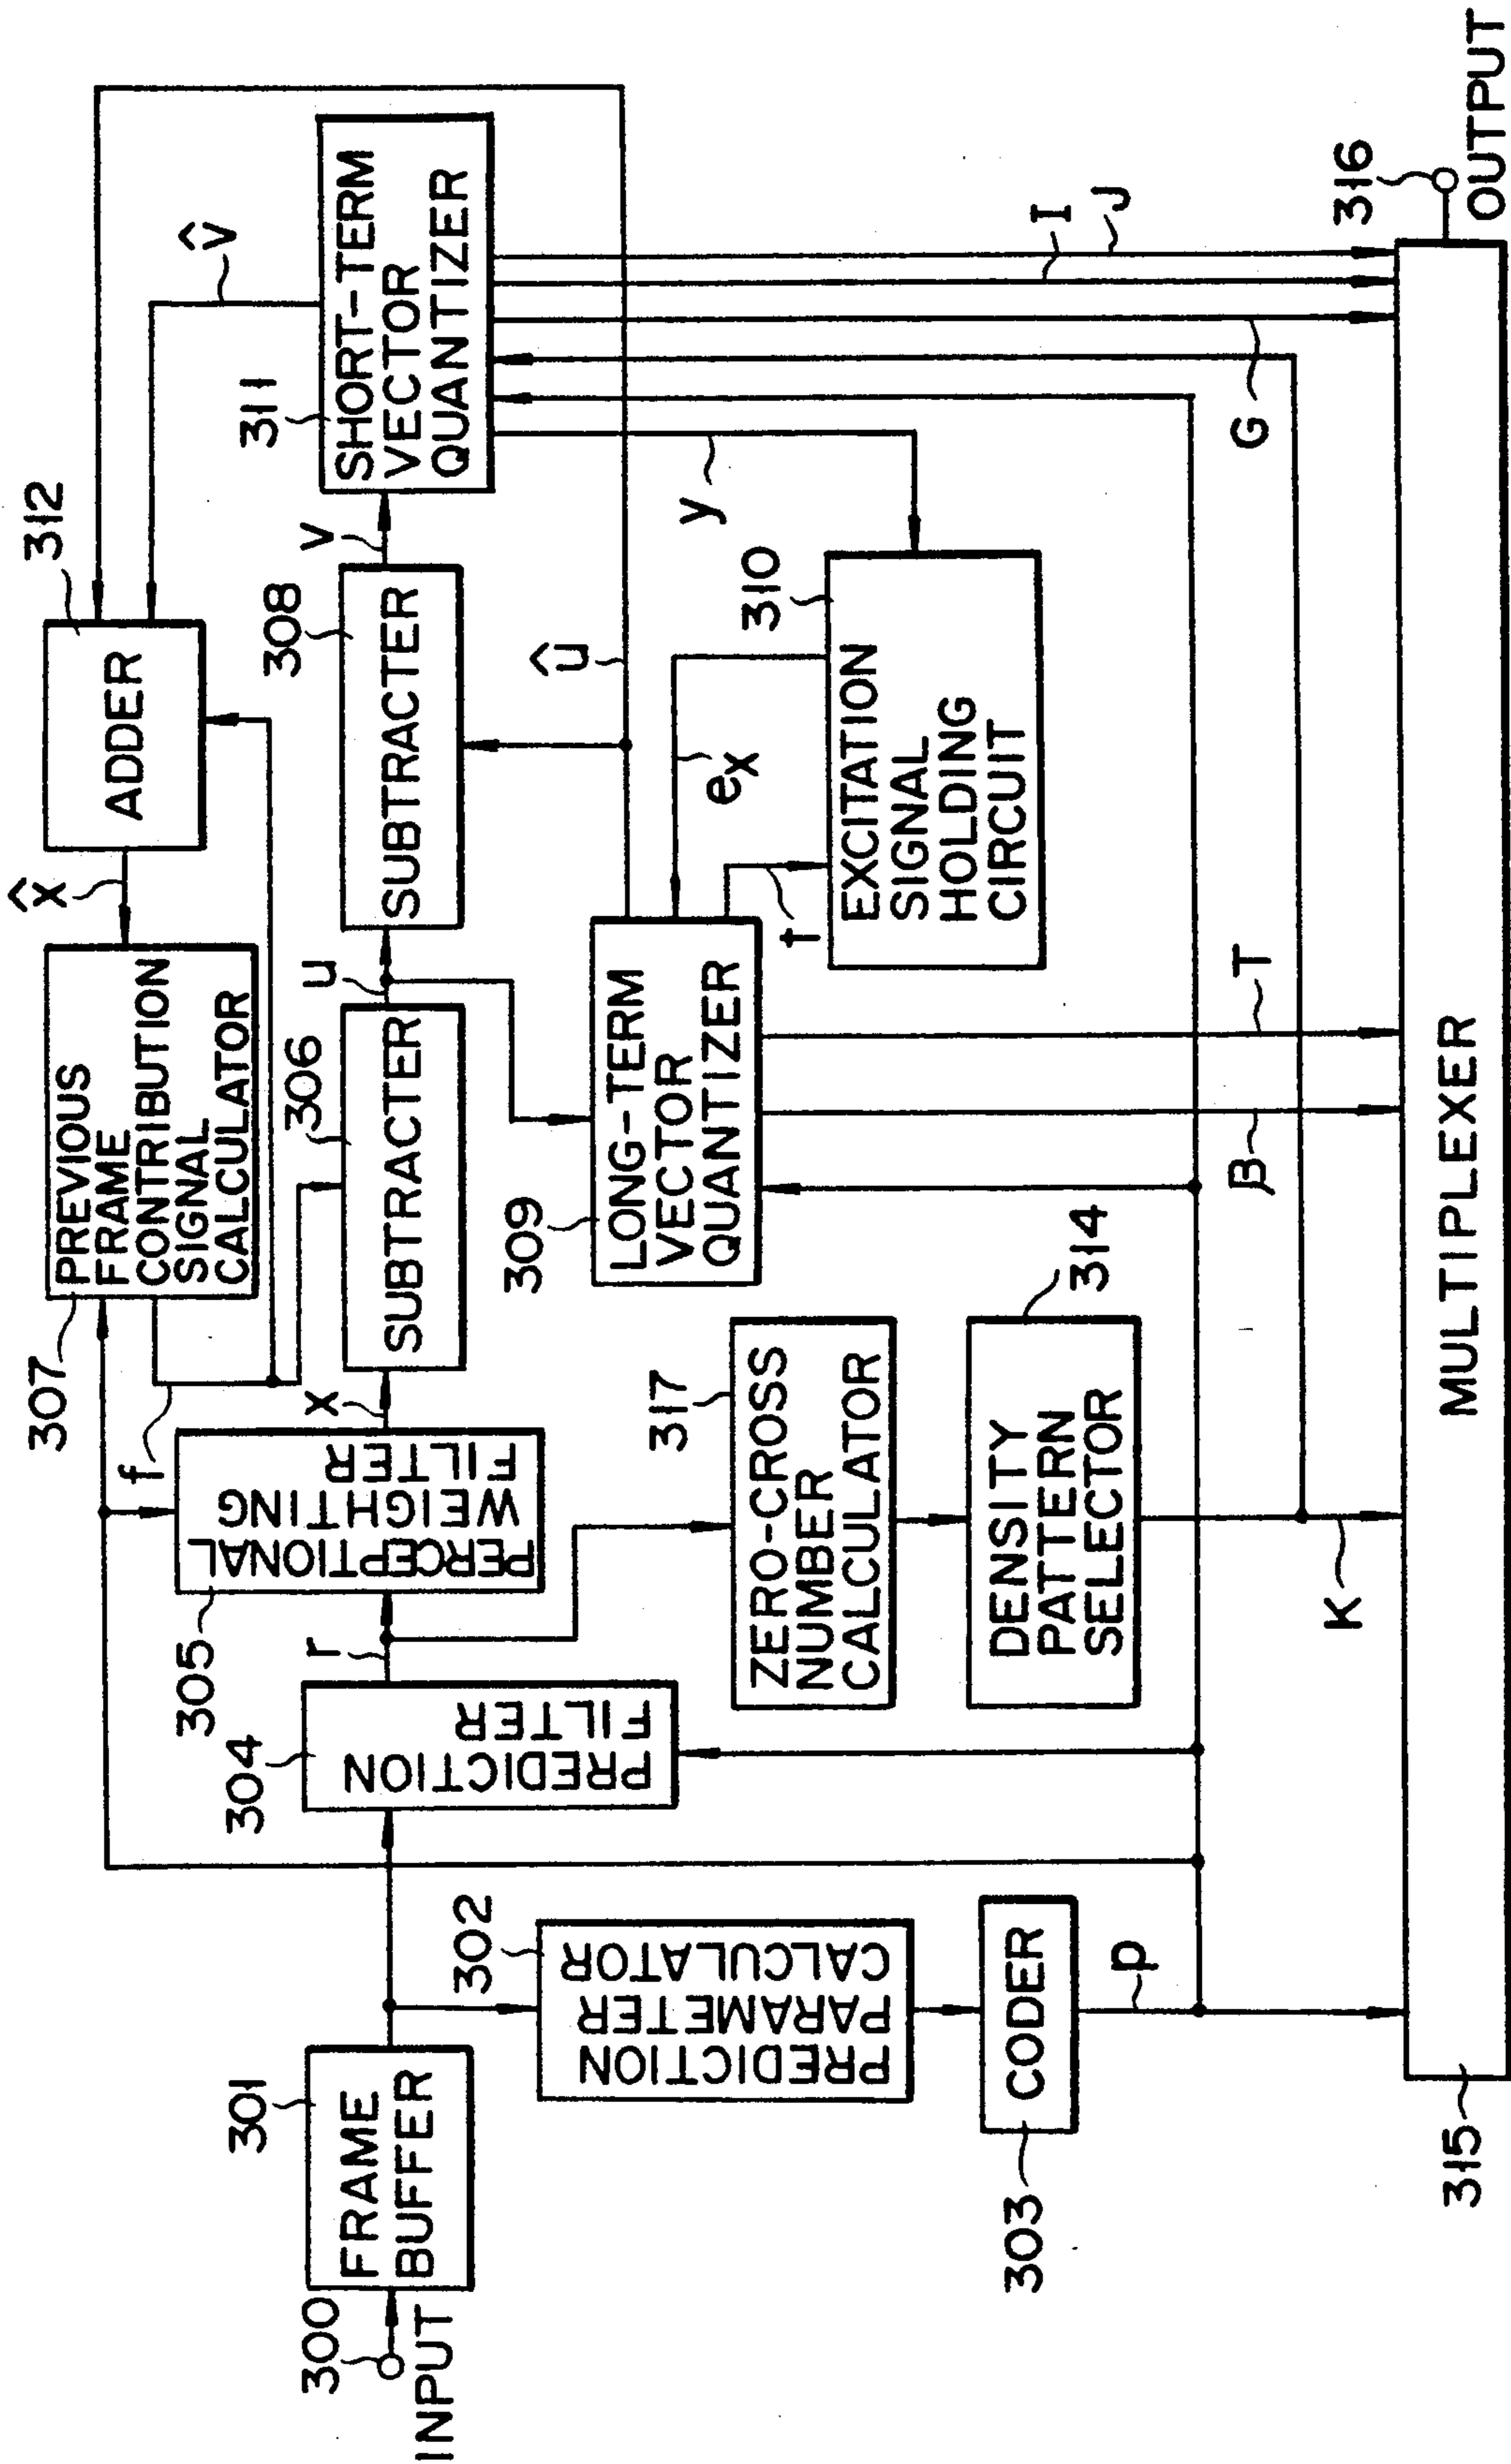 300
INPUT
301
FRAME
BUFFER
302
PREDICTION
PARAMETER
CALCULATOR
303
CODER
p
304
PREDICTION
FILTER
r
305
PERCEPTIONAL
WEIGHTING
FILTER
x
f
307
PREVIOUS
FRAME
CONTRIBUTION
SIGNAL
CALCULATOR
x̂
306
SUBTRACTER
u
317
ZERO-CROSS
NUMBER
CALCULATOR
314
DENSITY
PATTERN
SELECTOR
K
309
LONG-TERM
VECTOR
QUANTIZER
β
T
t
ex
û
308
SUBTRACTER
v
312
ADDER
v̂
310
EXCITATION
SIGNAL
HOLDING
CIRCUIT
y
311
SHORT-TERM
VECTOR
QUANTIZER
G
I
J
315
MULTIPLEXER
316
OUTPUT